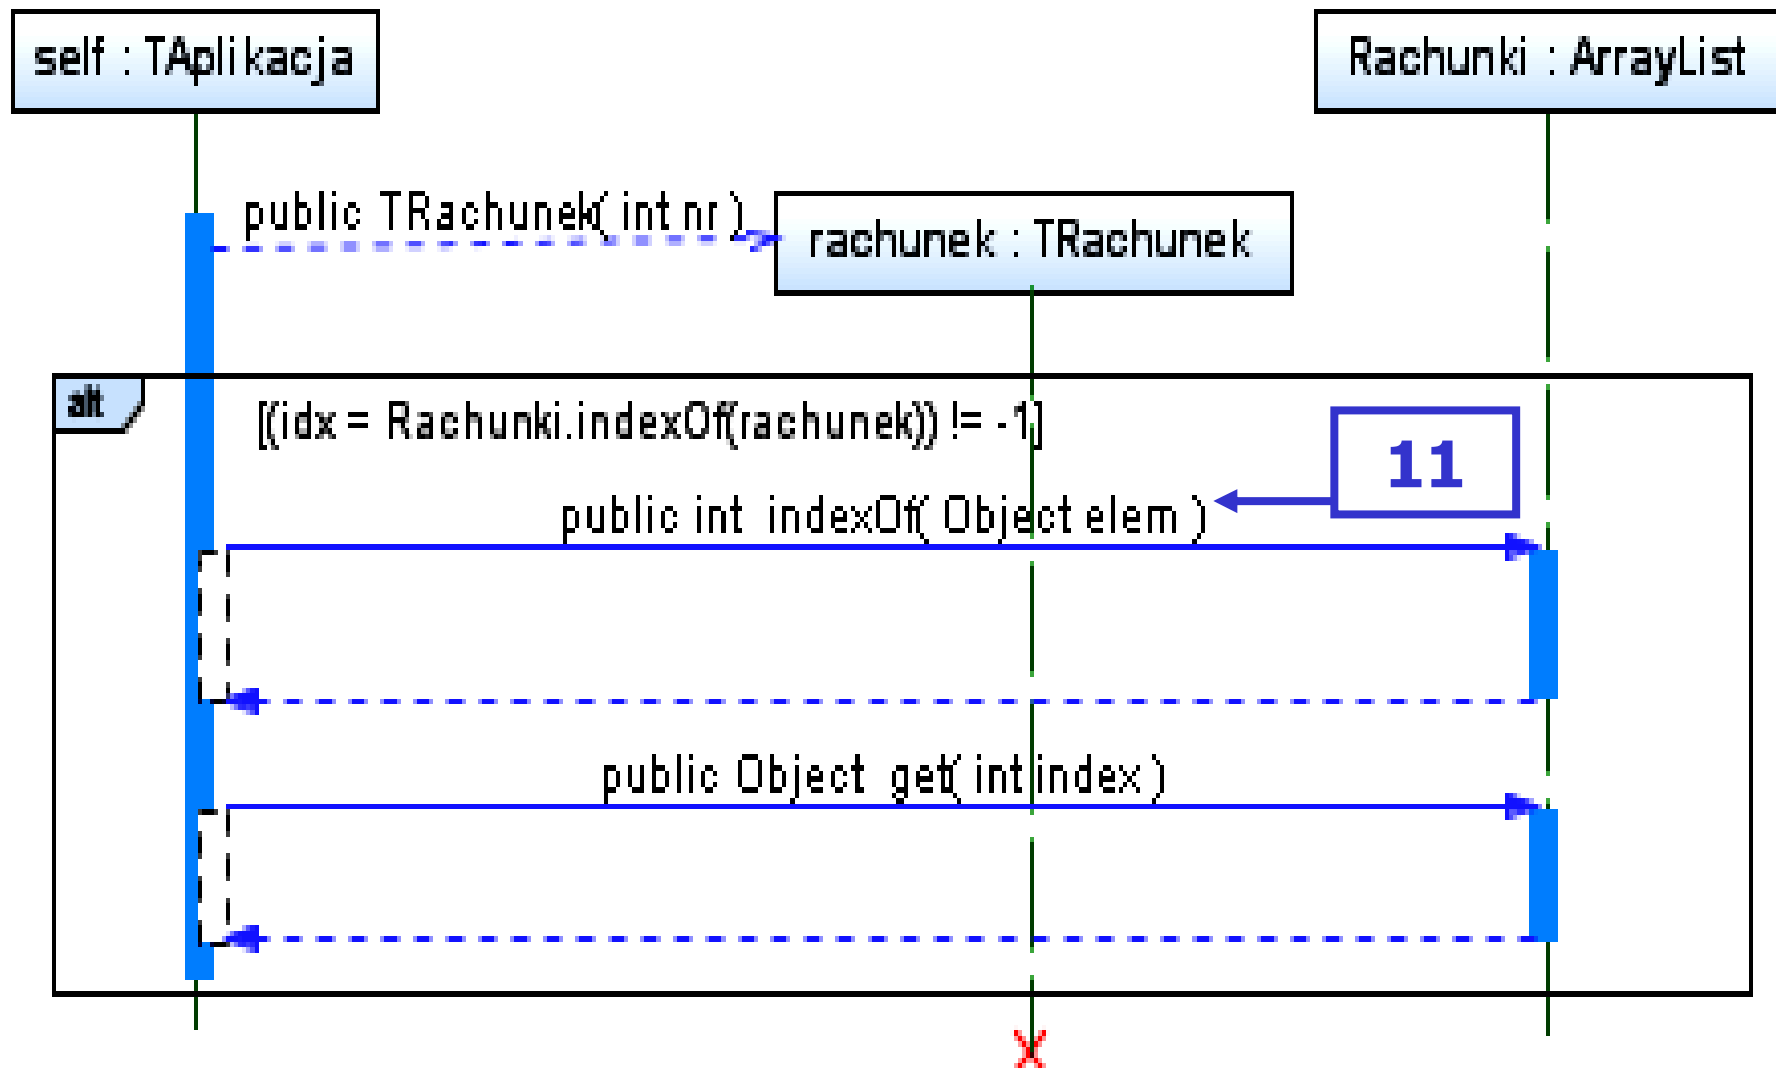 self : TAplikacja
Rachunki : ArrayList
public TRachunek( int nr )
rachunek : TRachunek
alt
[(idx = Rachunki.indexOf(rachunek)) != -1]
11
public int indexOf( Object elem )
public Object get( int index )